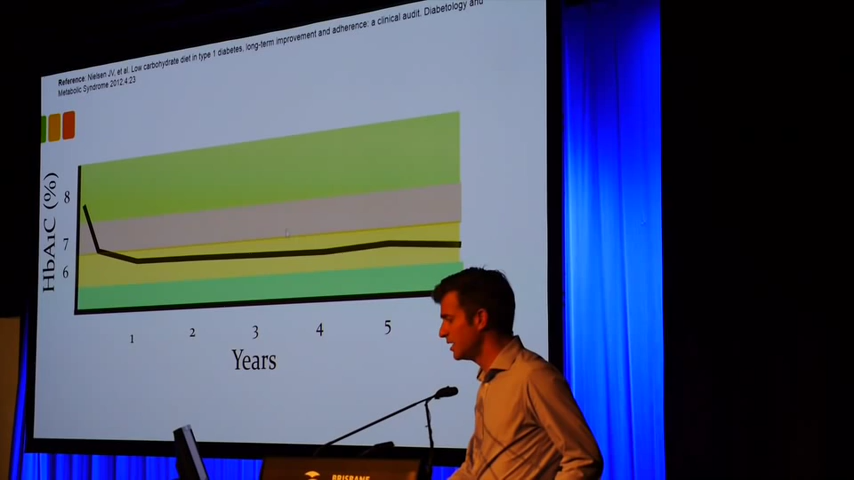 Reference: Nielsen JV, et al. Low carbohydrate diet in type 1 diabetes, long-term improvement and adherence: a clinical audit. Diabetology and
Metabolic Syndrome 2012,4:23
HbA1C (%)
8
7
6
1 2 3 4 5
Years
BRISBANE